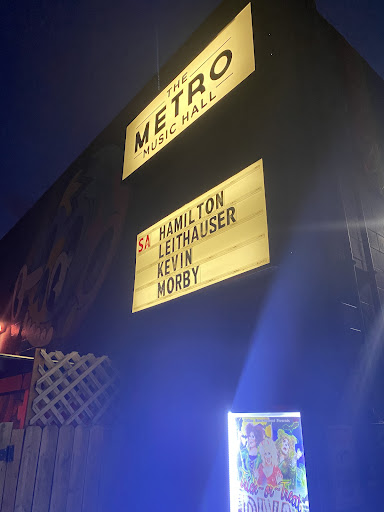 THE
METRO
MUSIC HALL
SA HAMILTON
LEITHAUSER
KEVIN
MORBY